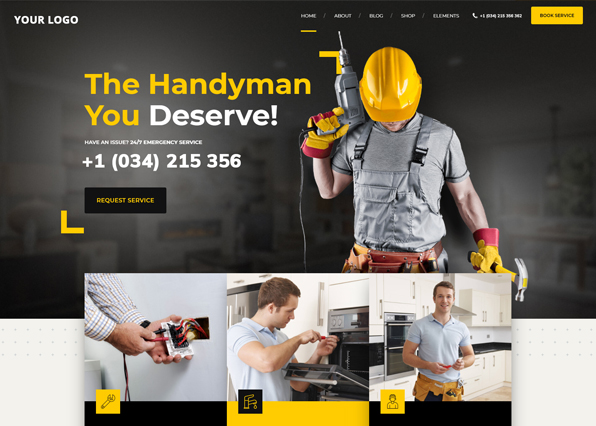 YOUR LOGO
HOME / ABOUT / BLOG / SHOP / ELEMENTS
+1 (034) 215 356 362
BOOK SERVICE
The Handyman
You Deserve!
HAVE AN ISSUE? 24/7 EMERGENCY SERVICE
+1 (034) 215 356
REQUEST SERVICE